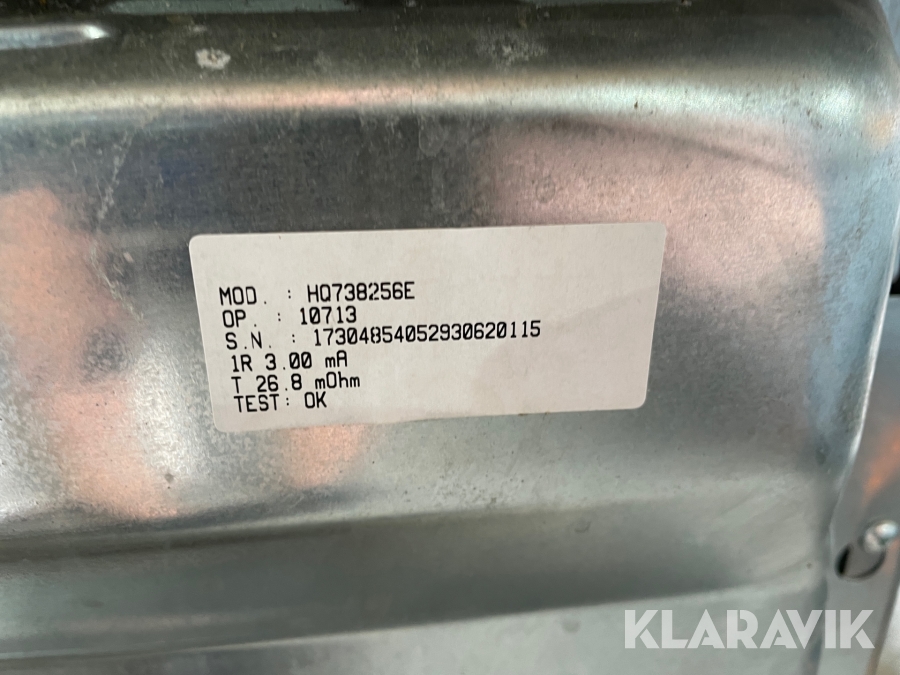 MOD. : HQ738256E
OP. : 10713
S.N. : 17304854052930620115
1R 3.00 mA
T 26.8 mOhm
TEST: OK
KLARAVIK